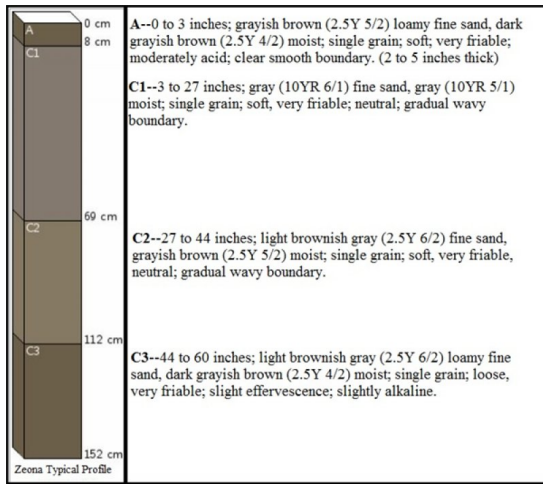 A
0 cm
8 cm
C1
69 cm
C2
112 cm
C3
152 cm
Zeona Typical Profile
A--0 to 3 inches; grayish brown (2.5Y 5/2) loamy fine sand, dark
grayish brown (2.5Y 4/2) moist; single grain; soft; very friable;
moderately acid; clear smooth boundary. (2 to 5 inches thick)
C1--3 to 27 inches; gray (10YR 6/1) fine sand, gray (10YR 5/1)
moist; single grain; soft, very friable; neutral; gradual wavy
boundary.
C2--27 to 44 inches; light brownish gray (2.5Y 6/2) fine sand,
grayish brown (2.5Y 5/2) moist; single grain; soft, very friable,
neutral; gradual wavy boundary.
C3--44 to 60 inches; light brownish gray (2.5Y 6/2) loamy fine
sand, dark grayish brown (2.5Y 4/2) moist; single grain; loose,
very friable; slight effervescence; slightly alkaline.